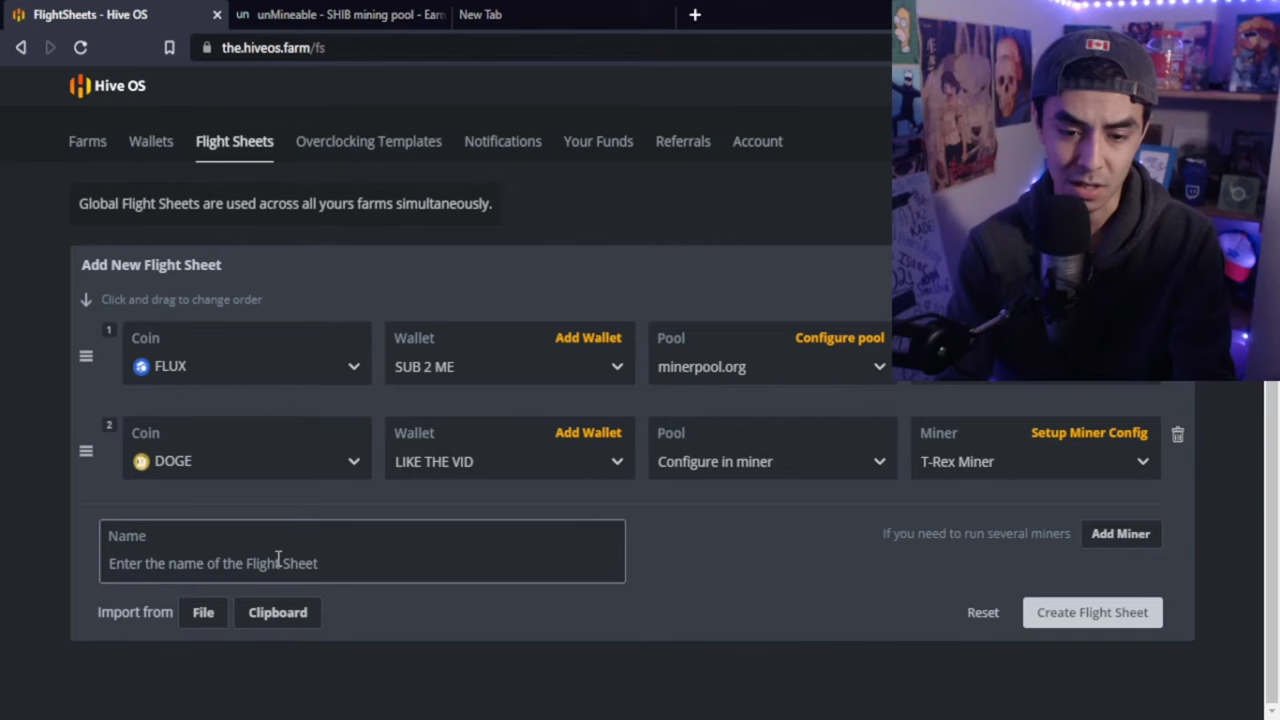 FlightSheets - Hive OS
un unMineable - SHIB mining pool - Earn
New Tab
the.hiveos.farm/fs
Hive OS
Farms Wallets Flight Sheets Overclocking Templates Notifications Your Funds Referrals Account
Global Flight Sheets are used across all yours farms simultaneously.
Add New Flight Sheet
Click and drag to change order
1 Coin Wallet Add Wallet Pool Configure pool
FLUX SUB 2 ME minerpool.org
2 Coin Wallet Add Wallet Pool Miner Setup Miner Config
DOGE LIKE THE VID Configure in miner T-Rex Miner
Name
Enter the name of the Flight Sheet
If you need to run several miners Add Miner
Import from File Clipboard Reset Create Flight Sheet